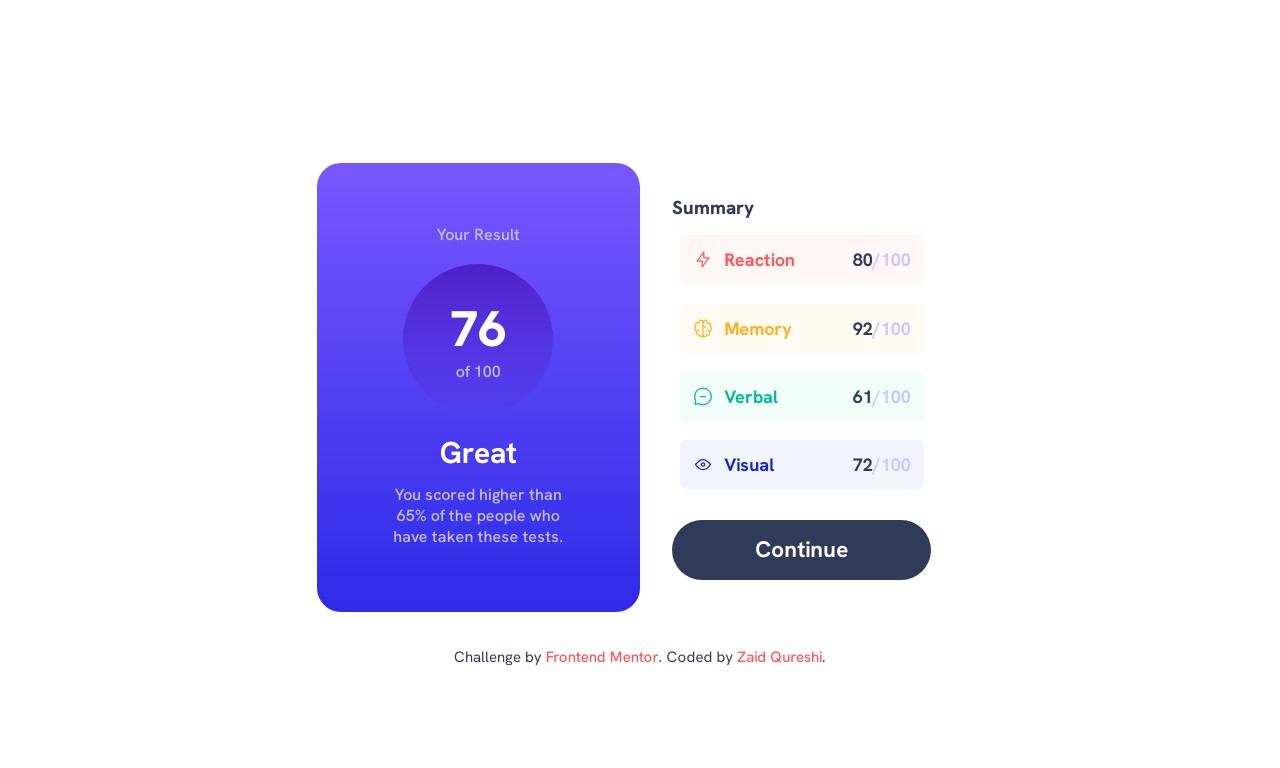 Your Result
76
of 100
Great
You scored higher than
65% of the people who
have taken these tests.
Summary
Reaction 80/100
Memory 92/100
Verbal 61/100
Visual 72/100
Continue
Challenge by Frontend Mentor. Coded by Zaid Qureshi.